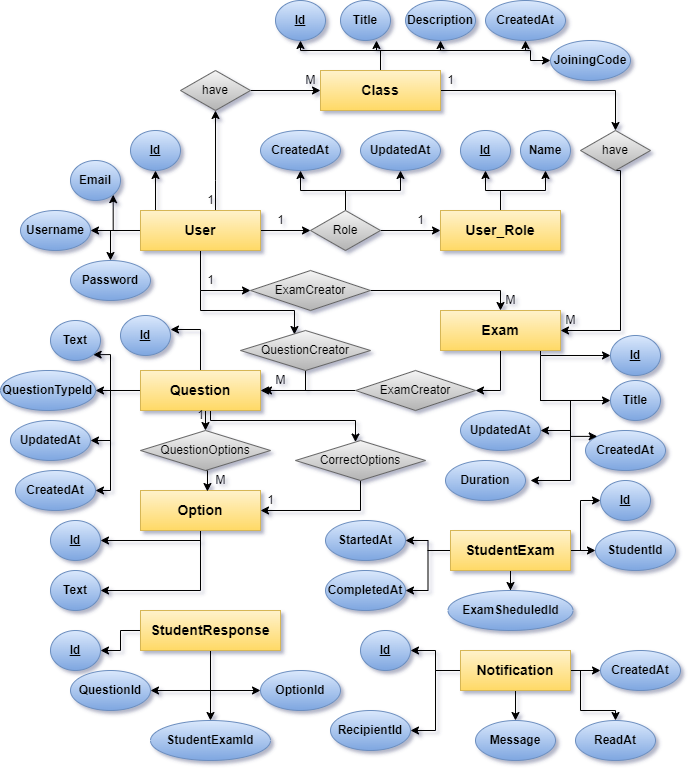 Id
Title
Description
CreatedAt
JoiningCode
have
M
Class
1
Id
CreatedAt
UpdatedAt
Id
Name
have
Email
1
Username
User
1
Role
1
User_Role
Password
1
ExamCreator
M
Text
Id
QuestionCreator
Exam
M
Id
QuestionTypeId
Question
M
ExamCreator
Title
1
UpdatedAt
QuestionOptions
CorrectOptions
UpdatedAt
CreatedAt
CreatedAt
M
Duration
Option
1
Id
Id
StartedAt
StudentExam
StudentId
Text
CompletedAt
ExamSheduledId
StudentResponse
Id
Id
Notification
CreatedAt
QuestionId
OptionId
StudentExamId
RecipientId
Message
ReadAt